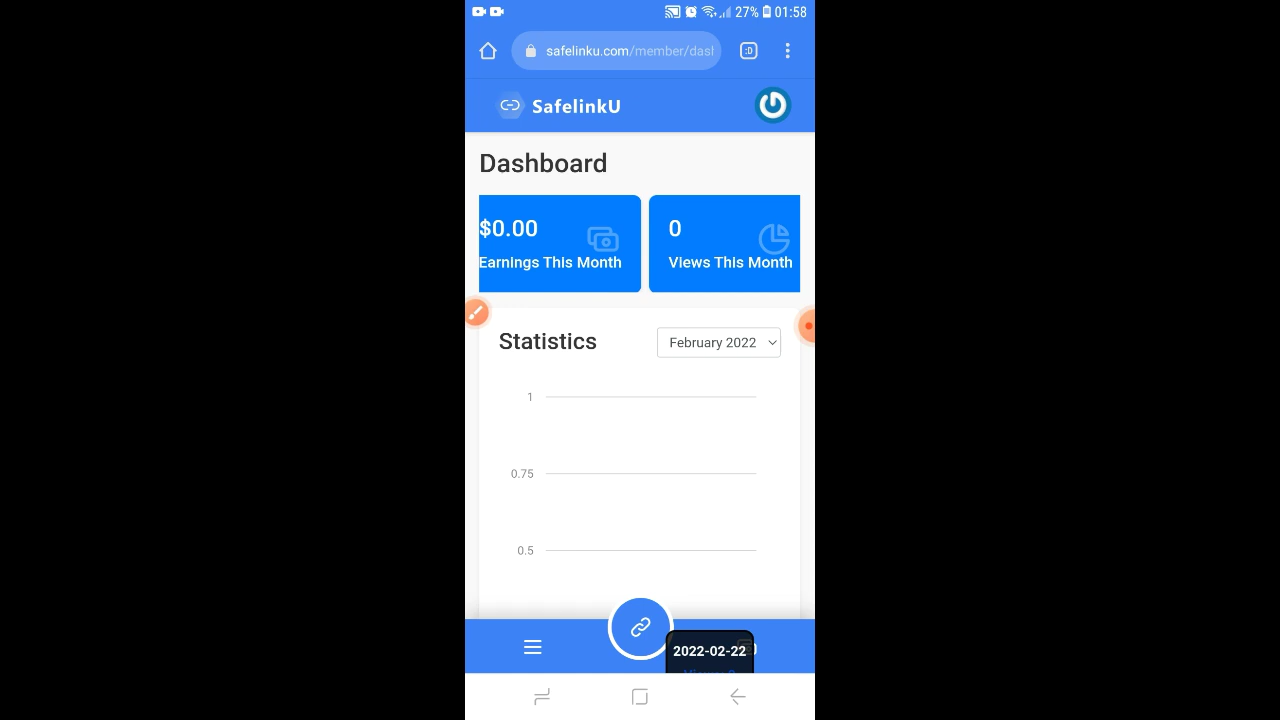 27% 01:58
:D
safelinku.com/member/dasl
SafelinkU
Dashboard
$0.00
Earnings This Month
0
Views This Month
Statistics
February 2022
1
0.75
0.5
2022-02-22